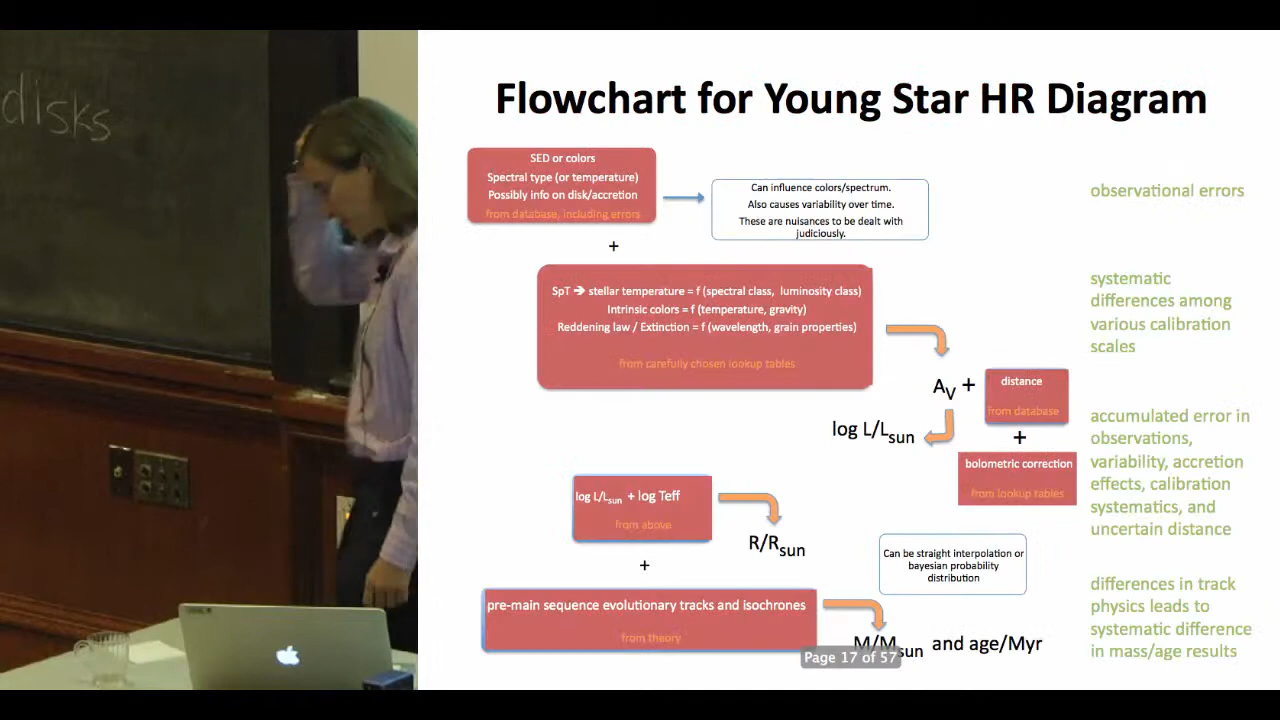 disks
Flowchart for Young Star HR Diagram
SED or colors
Spectral type (or temperature)
Possibly info on disk/accretion
from database, including errors
Can influence colors/spectrum.
Also causes variability over time.
These are nuisances to be dealt with
judiciously.
observational errors
+
SpT ➔ stellar temperature = f (spectral class, luminosity class)
Intrinsic colors = f (temperature, gravity)
Reddening law / Extinction = f (wavelength, grain properties)
from carefully chosen lookup tables
systematic
differences among
various calibration
scales
AV +
distance
from database
log L/Lsun
+
bolometric correction
from lookup tables
accumulated error in
observations,
variability, accretion
effects, calibration
systematics, and
uncertain distance
log L/Lsun + log Teff
from above
R/Rsun
+
Can be straight interpolation or
bayesian probability
distribution
pre-main sequence evolutionary tracks and isochrones
from theory
M/Msun and age/Myr
Page 17 of 57
differences in track
physics leads to
systematic difference
in mass/age results